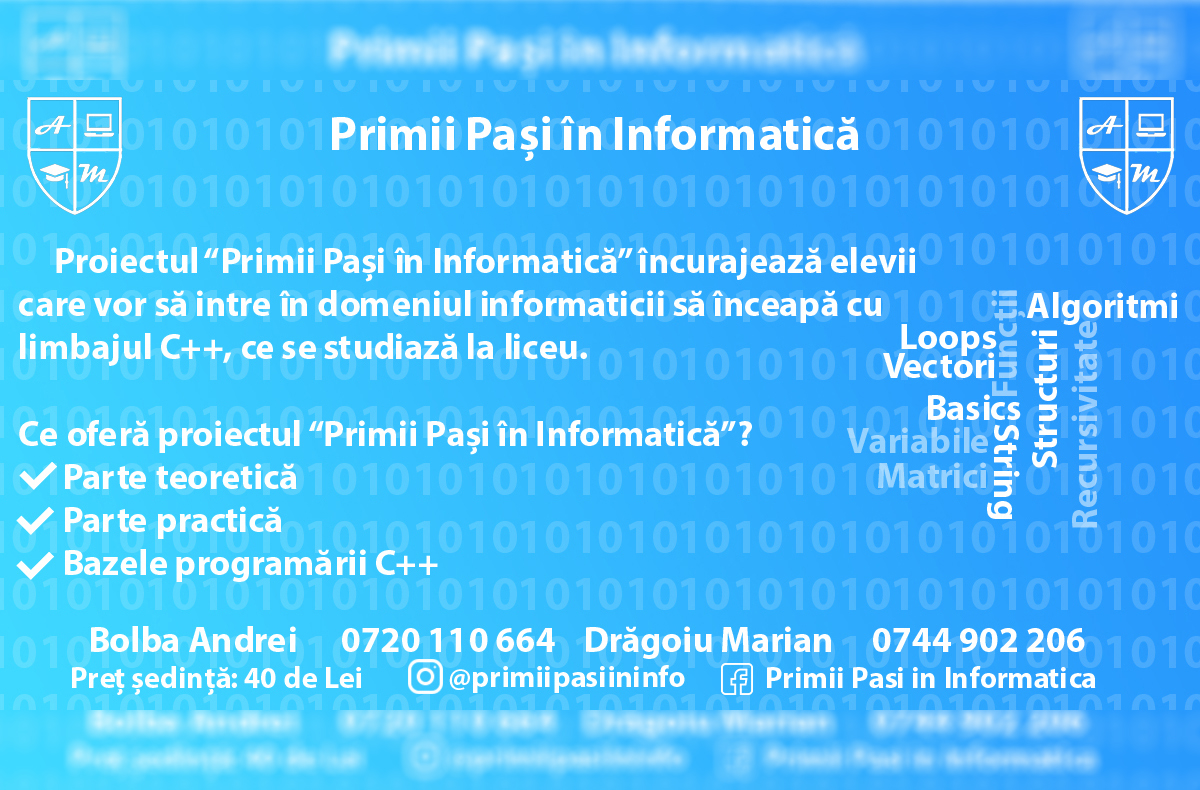 Primii Pași în Informatică
Proiectul “Primii Pași în Informatică” încurajează elevii
care vor să intre în domeniul informaticii să înceapă cu
limbajul C++, ce se studiază la liceu.
Algoritmi
Funcții
Loops
Vectori
Structuri
Recursivitate
Basics
String
Variabile
Matrici
Ce oferă proiectul “Primii Pași în Informatică”?
Parte teoretică
Parte practică
Bazele programării C++
Bolba Andrei 0720 110 664 Drăgoiu Marian 0744 902 206
Preț ședință: 40 de Lei @primiipasiininfo Primii Pasi in Informatica